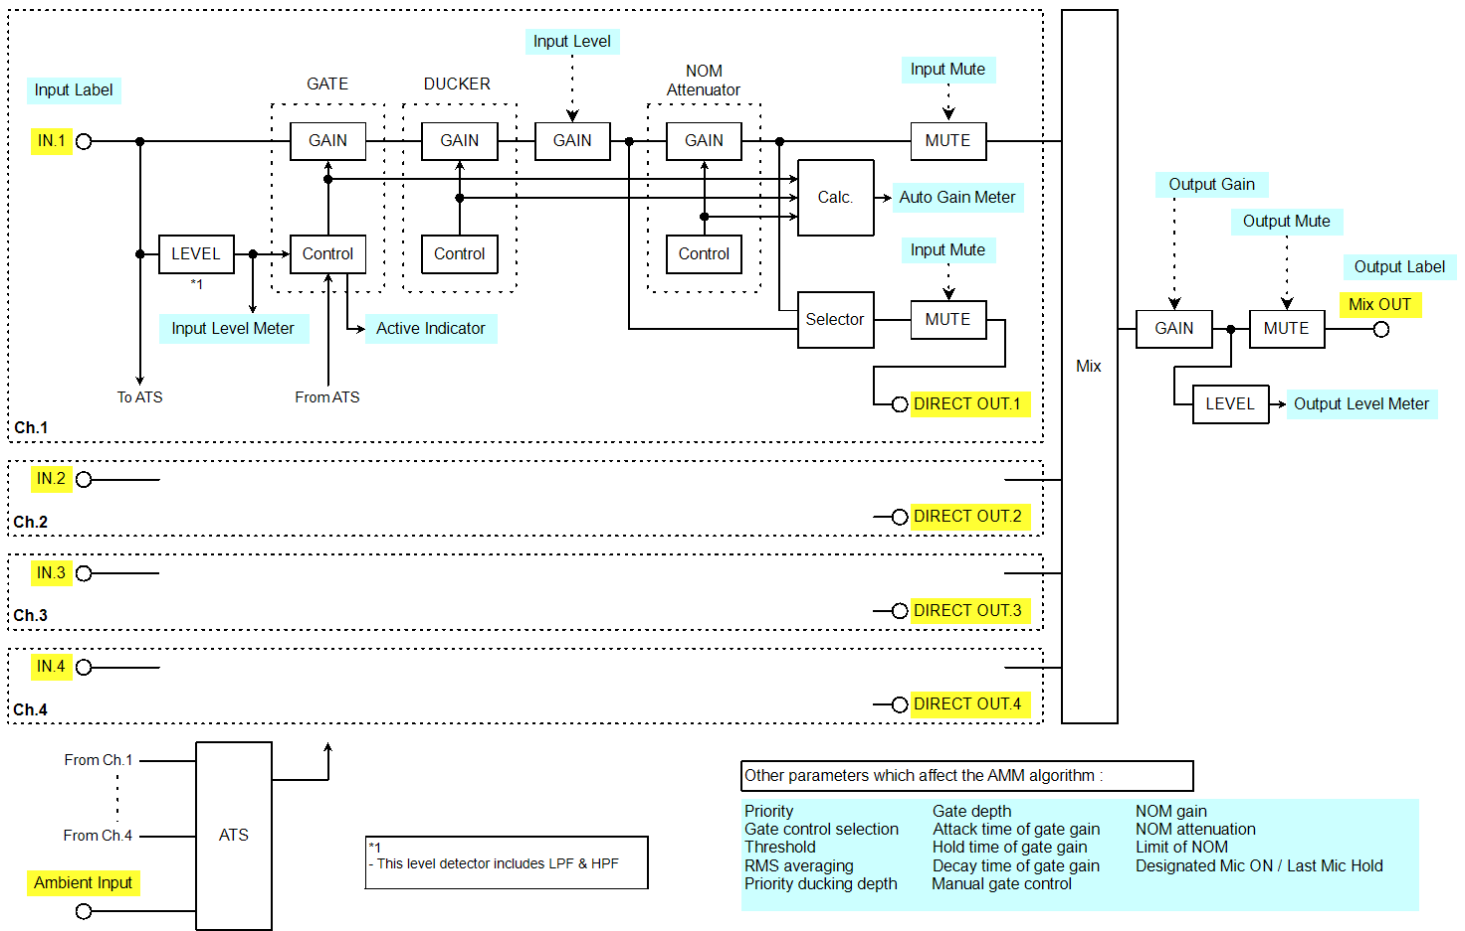 Input Label
IN.1
GATE
DUCKER
Input Level
NOM
Attenuator
Input Mute
GAIN
GAIN
GAIN
GAIN
MUTE
Calc.
Auto Gain Meter
LEVEL
*1
Control
Control
Control
Input Mute
Input Level Meter
Active Indicator
Selector
MUTE
To ATS
From ATS
DIRECT OUT.1
Ch.1
IN.2
DIRECT OUT.2
Ch.2
IN.3
DIRECT OUT.3
Ch.3
IN.4
DIRECT OUT.4
Ch.4
Mix
Output Gain
Output Mute
Output Label
Mix OUT
GAIN
MUTE
LEVEL
Output Level Meter
From Ch.1
From Ch.4
ATS
Ambient Input
*1
- This level detector includes LPF & HPF
Other parameters which affect the AMM algorithm :
Priority
Gate control selection
Threshold
RMS averaging
Priority ducking depth
Gate depth
Attack time of gate gain
Hold time of gate gain
Decay time of gate gain
Manual gate control
NOM gain
NOM attenuation
Limit of NOM
Designated Mic ON / Last Mic Hold